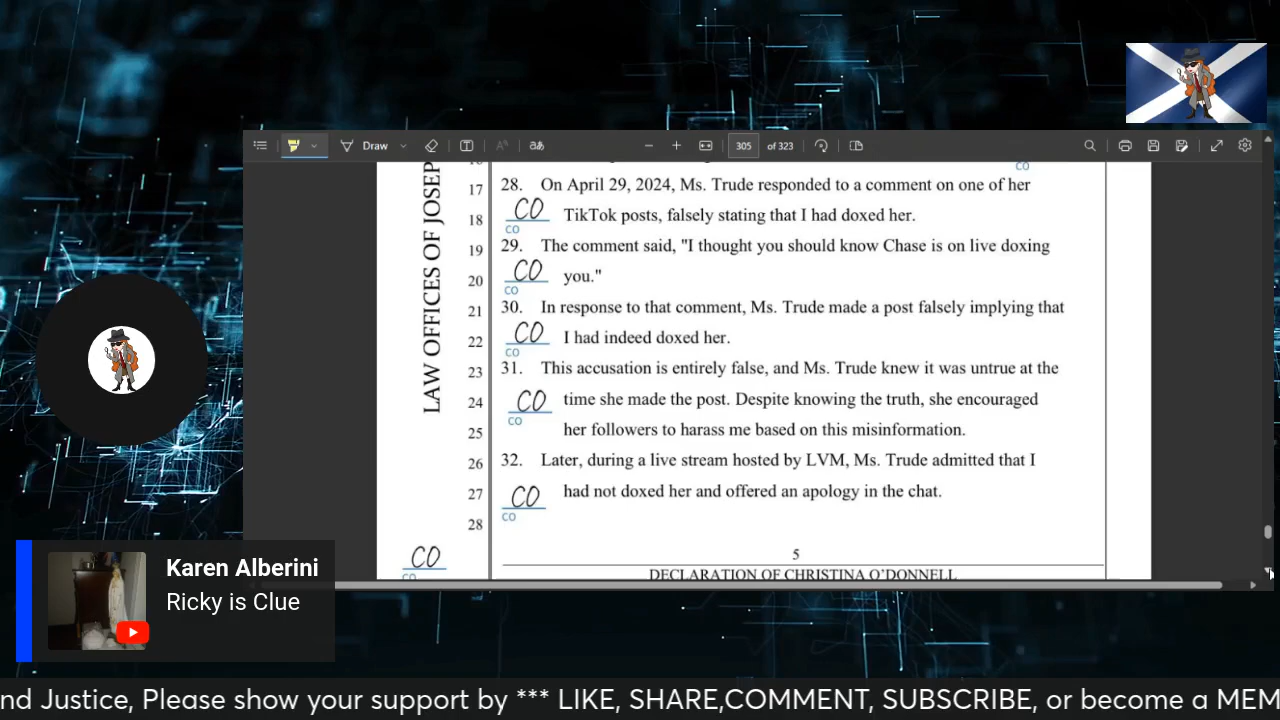 Draw
305 of 323
LAW OFFICES OF JOSEP
CO
17 28. On April 29, 2024, Ms. Trude responded to a comment on one of her
18 CO TikTok posts, falsely stating that I had doxed her.
CO
19 29. The comment said, "I thought you should know Chase is on live doxing
20 CO you."
CO
21 30. In response to that comment, Ms. Trude made a post falsely implying that
22 CO I had indeed doxed her.
CO
23 31. This accusation is entirely false, and Ms. Trude knew it was untrue at the
24 CO time she made the post. Despite knowing the truth, she encouraged
CO
25 her followers to harass me based on this misinformation.
26 32. Later, during a live stream hosted by LVM, Ms. Trude admitted that I
27 CO had not doxed her and offered an apology in the chat.
CO
28
CO
CO
5
DECLARATION OF CHRISTINA O'DONNELL
Karen Alberini
Ricky is Clue
nd Justice, Please show your support by *** LIKE, SHARE,COMMENT, SUBSCRIBE, or become a MEM